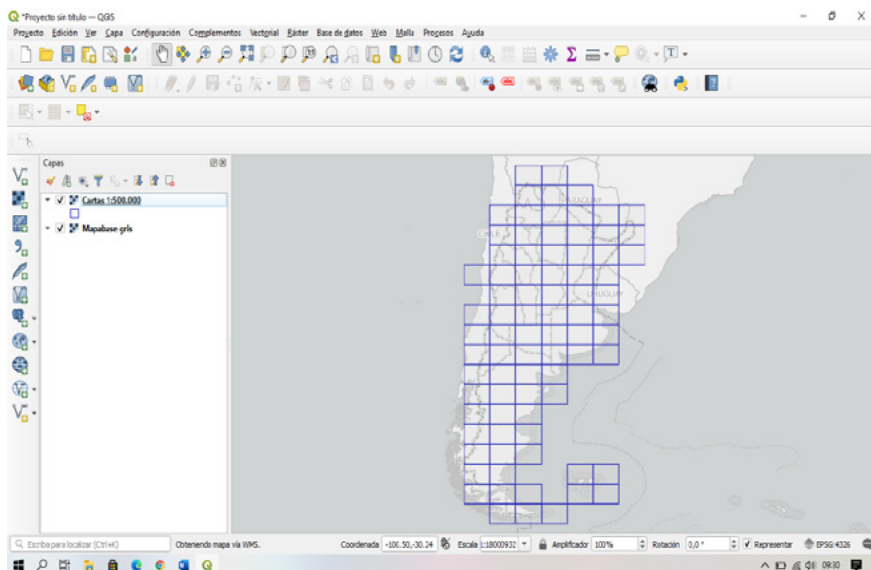 *Proyecto sin título — QGIS
Proyecto Edición Ver Capa Configuración Complementos Vectorial Ráster Base de datos Web Malla Procesos Ayuda
Capas
Cartas 1:500.000
Mapabase gris
PARAGUAY
CHILE
URUGUAY
Escriba para localizar (Ctrl+K) Obteniendo mapa vía WMS. Coordenada -100.50,-30.24 Escala 1:18000932 Amplificador 100% Rotación 0,0 ° Representar EPSG:4326
09:30